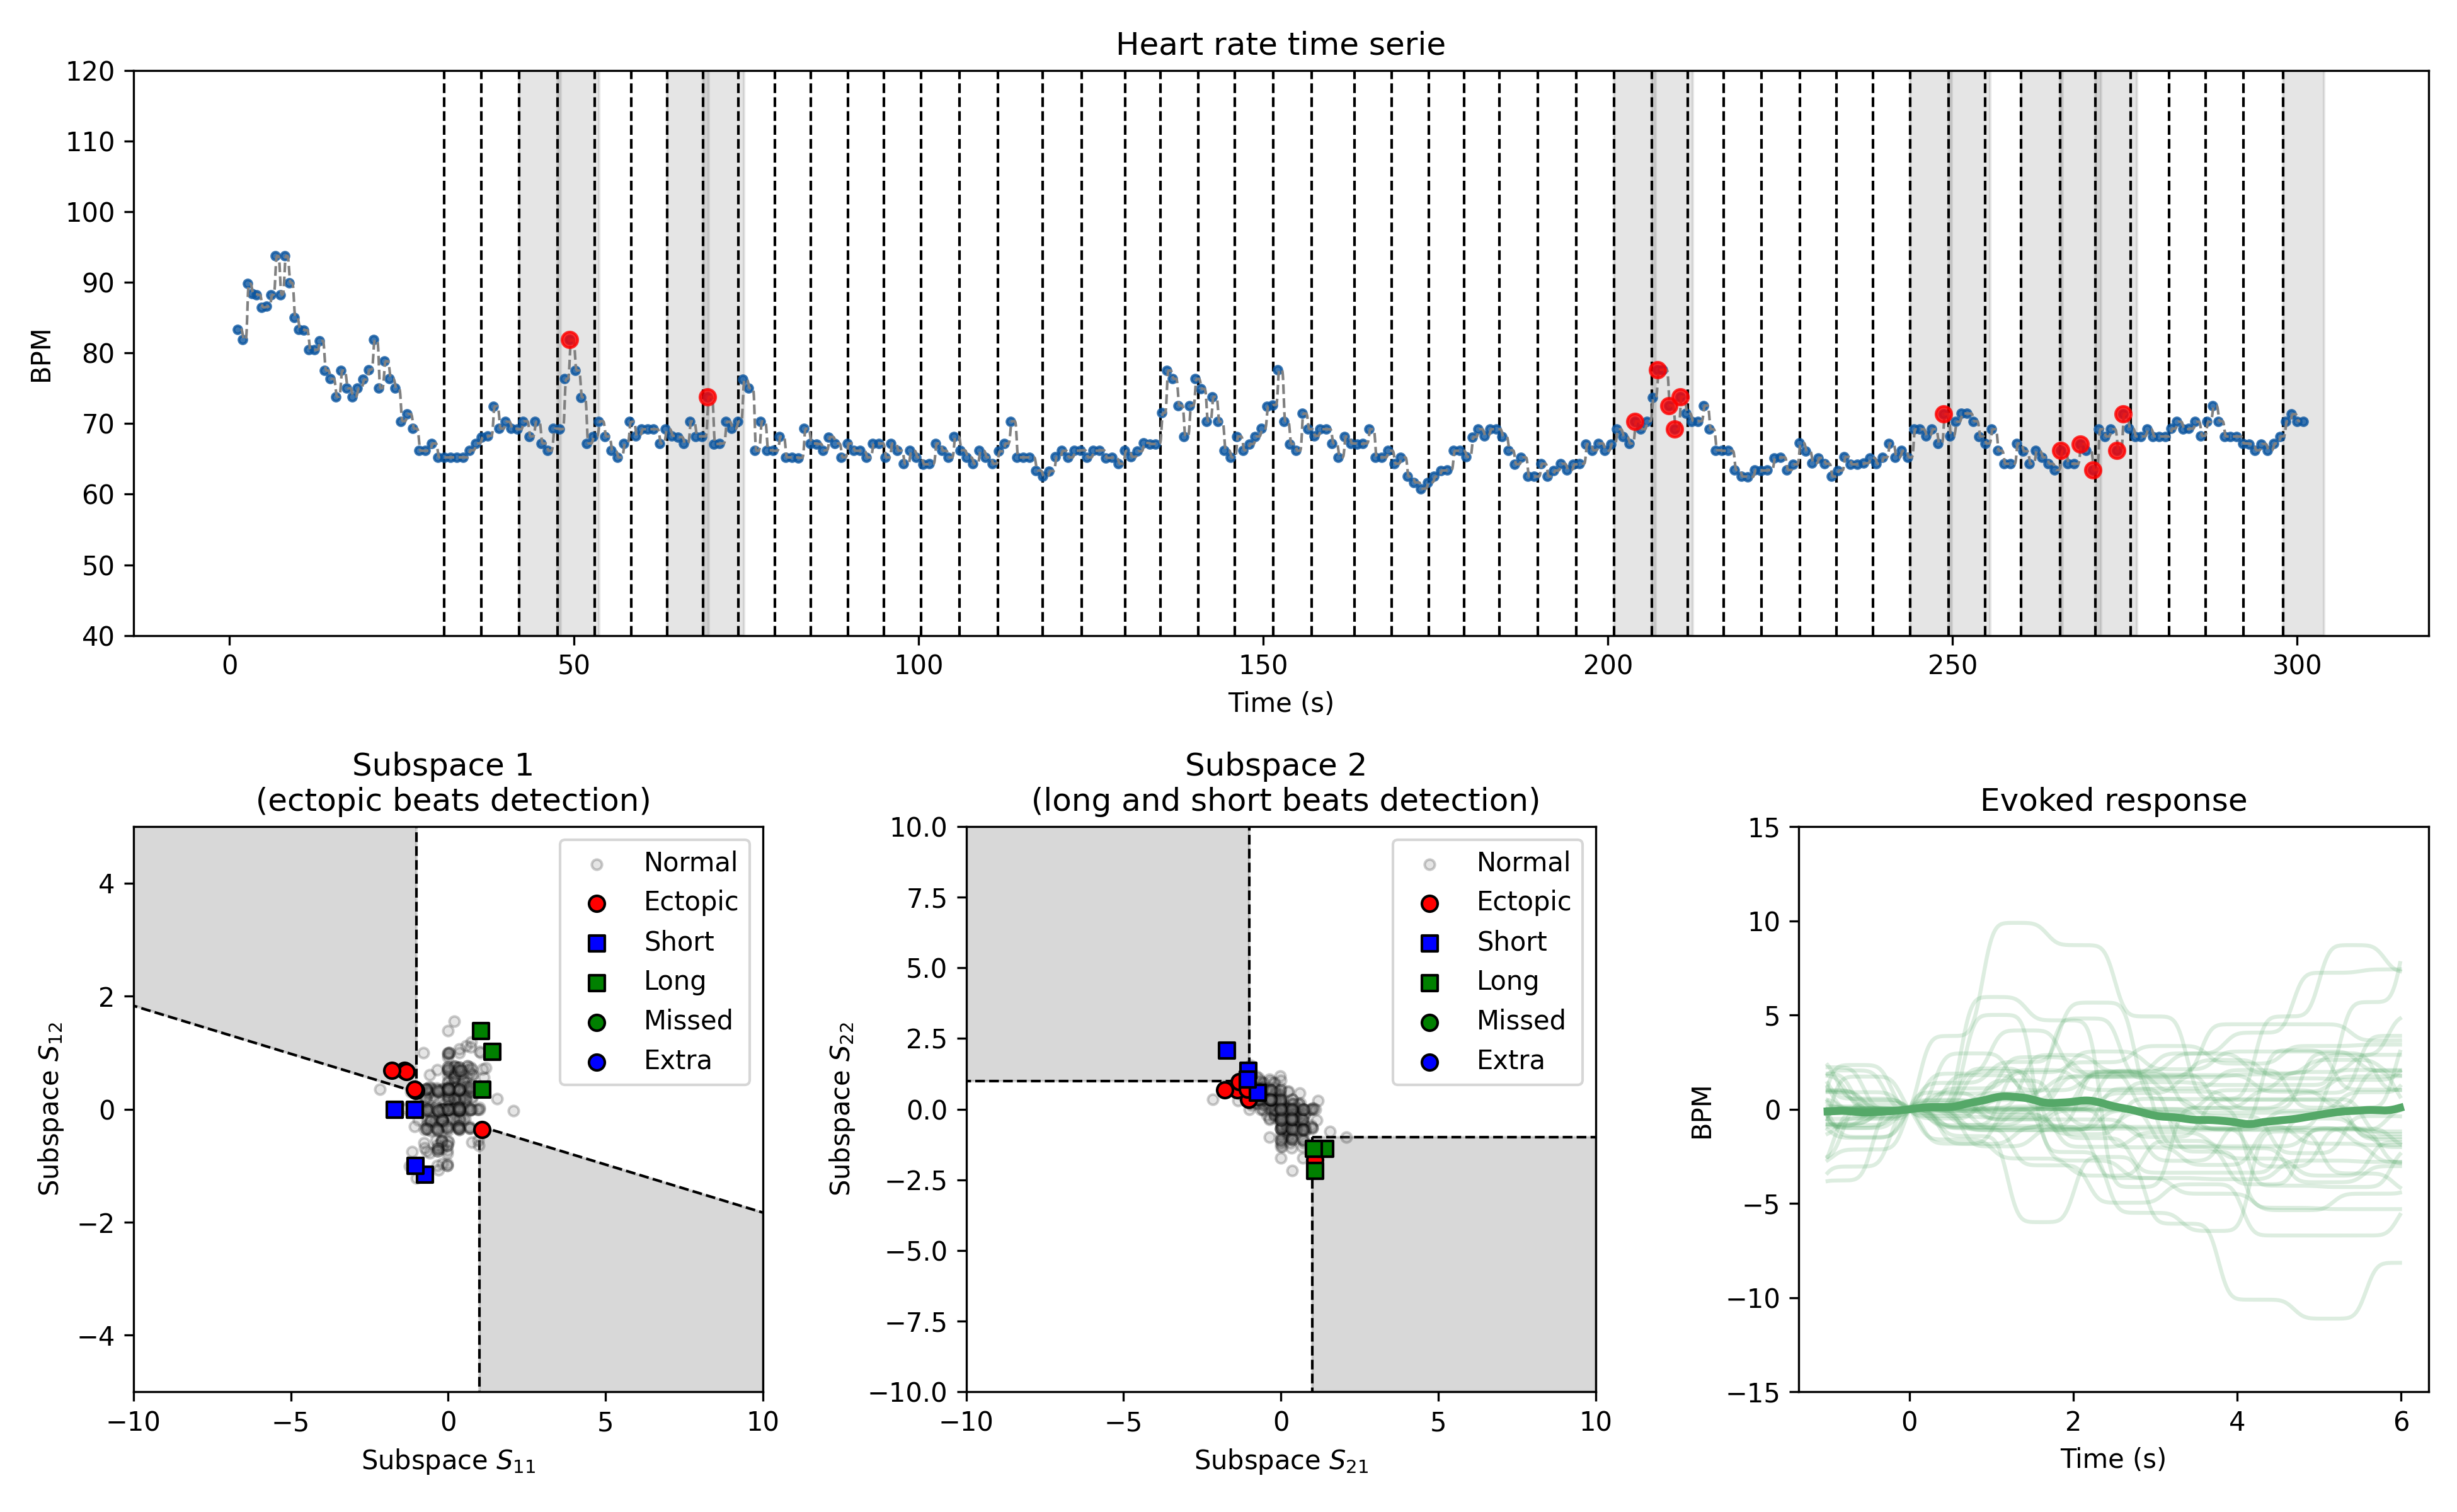 Heart rate time serie
120
110
100
90
80
70
60
50
40
BPM
0
50
100
150
200
250
300
Time (s)
Subspace 1
(ectopic beats detection)
4
2
0
−2
−4
Subspace S₁₂
Normal
Ectopic
Short
Long
Missed
Extra
−10
−5
0
5
10
Subspace S₁₁
Subspace 2
(long and short beats detection)
10.0
7.5
5.0
2.5
0.0
−2.5
−5.0
−7.5
−10.0
Subspace S₂₂
Normal
Ectopic
Short
Long
Missed
Extra
−10
−5
0
5
10
Subspace S₂₁
Evoked response
15
10
5
0
−5
−10
−15
BPM
0
2
4
6
Time (s)